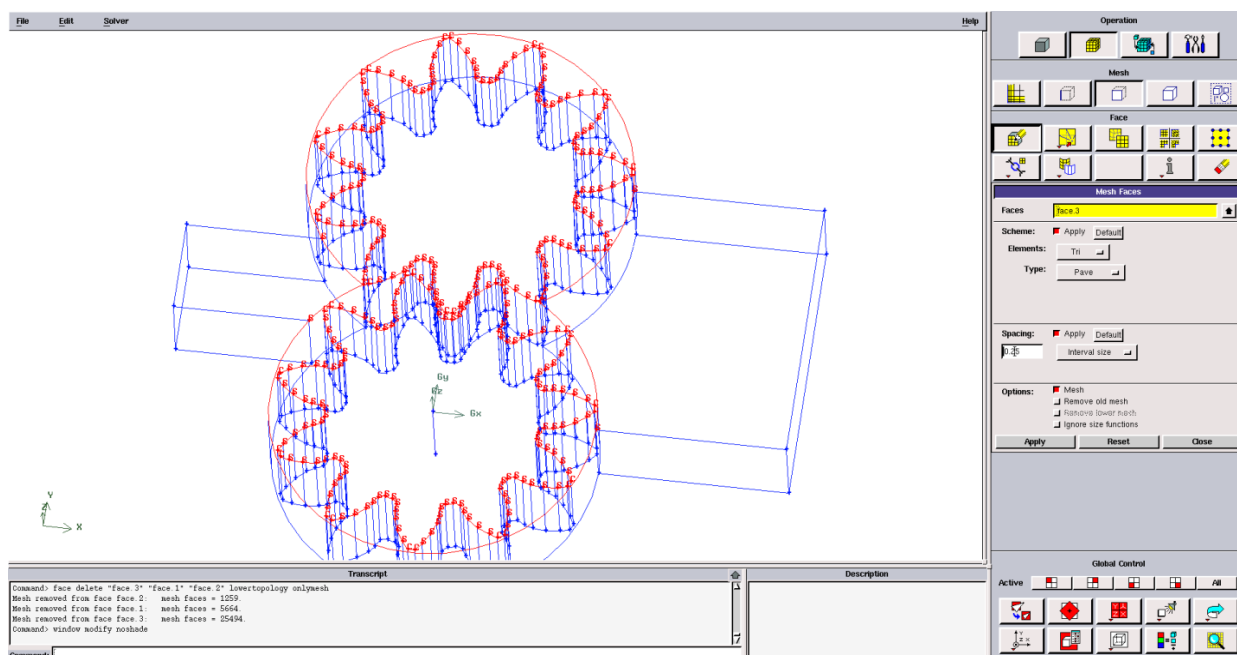 File Edit Solver Help
Operation
Mesh
Face
Mesh Faces
Faces face.3
Scheme: Apply Default
Elements: Tri
Type: Pave
Spacing: Apply Default
0.25 Interval size
Options: Mesh
Remove old mesh
Remove lower mesh
Ignore size functions
Apply Reset Close
Gy
Gz
Gx
Y
Z
X
Transcript
Description
Command> face delete "face.3" "face.1" "face.2" lowertopology onlymesh
Mesh removed from face face.2: mesh faces = 1259.
Mesh removed from face face.1: mesh faces = 5664.
Mesh removed from face face.3: mesh faces = 25494.
Command> window modify noshade
Command:
Global Control
Active All